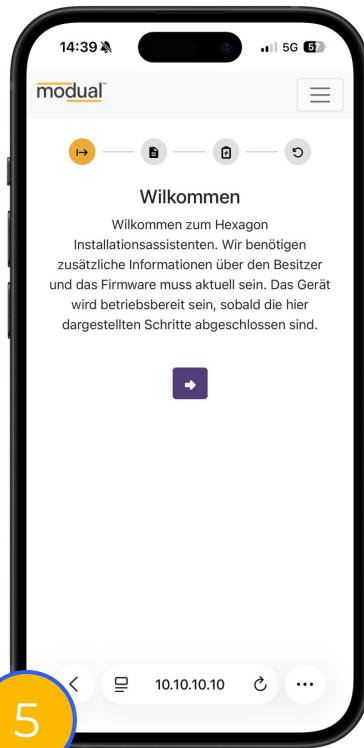 14:39
5G 57
modual™
Wilkommen
Wilkommen zum Hexagon
Installationsassistenten. Wir benötigen
zusätzliche Informationen über den Besitzer
und das Firmware muss aktuell sein. Das Gerät
wird betriebsbereit sein, sobald die hier
dargestellten Schritte abgeschlossen sind.
10.10.10.10
5